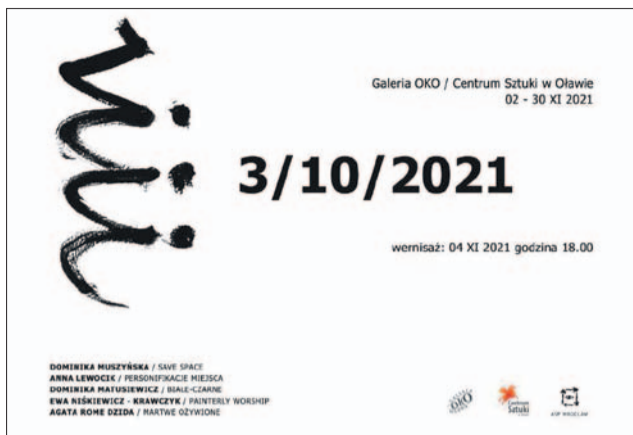 Galeria OKO / Centrum Sztuki w Oławie
02 - 30 XI 2021
3/10/2021
wernisaż: 04 XI 2021 godzina 18.00
DOMINIKA MUSZYŃSKA / SAVE SPACE
ANNA LEWOCIK / PERSONIFIKACJE MIEJSCA
DOMINIKA MATUSIEWICZ / BIAŁE-CZARNE
EWA NIŚKIEWICZ - KRAWCZYK / PAINTERLY WORSHIP
AGATA ROME DZIDA / MARTWE OŻYWIONE
OKO
Centrum
Sztuki
ASP WROCŁAW